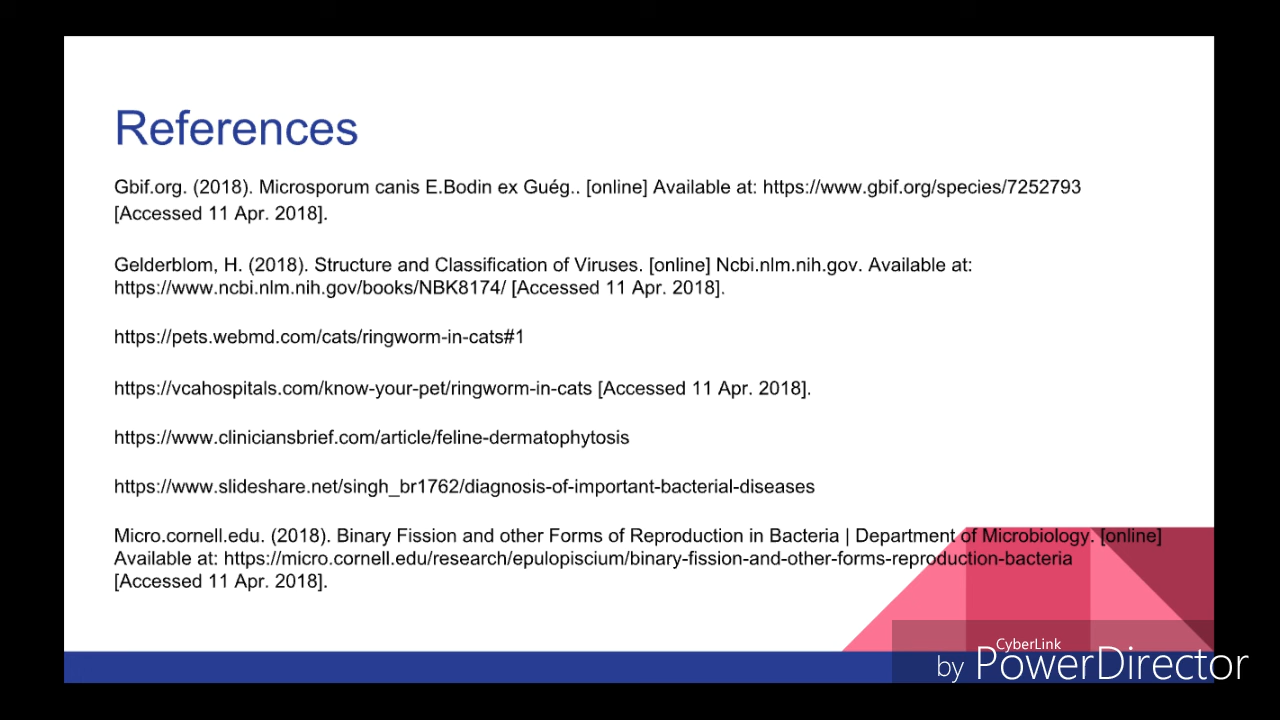 References
Gbif.org. (2018). Microsporum canis E.Bodin ex Guég.. [online] Available at: https://www.gbif.org/species/7252793
[Accessed 11 Apr. 2018].
Gelderblom, H. (2018). Structure and Classification of Viruses. [online] Ncbi.nlm.nih.gov. Available at:
https://www.ncbi.nlm.nih.gov/books/NBK8174/ [Accessed 11 Apr. 2018].
https://pets.webmd.com/cats/ringworm-in-cats#1
https://vcahospitals.com/know-your-pet/ringworm-in-cats [Accessed 11 Apr. 2018].
https://www.cliniciansbrief.com/article/feline-dermatophytosis
https://www.slideshare.net/singh_br1762/diagnosis-of-important-bacterial-diseases
Micro.cornell.edu. (2018). Binary Fission and other Forms of Reproduction in Bacteria | Department of Microbiology. [online]
Available at: https://micro.cornell.edu/research/epulopiscium/binary-fission-and-other-forms-reproduction-bacteria
[Accessed 11 Apr. 2018].
CyberLink
by PowerDirector